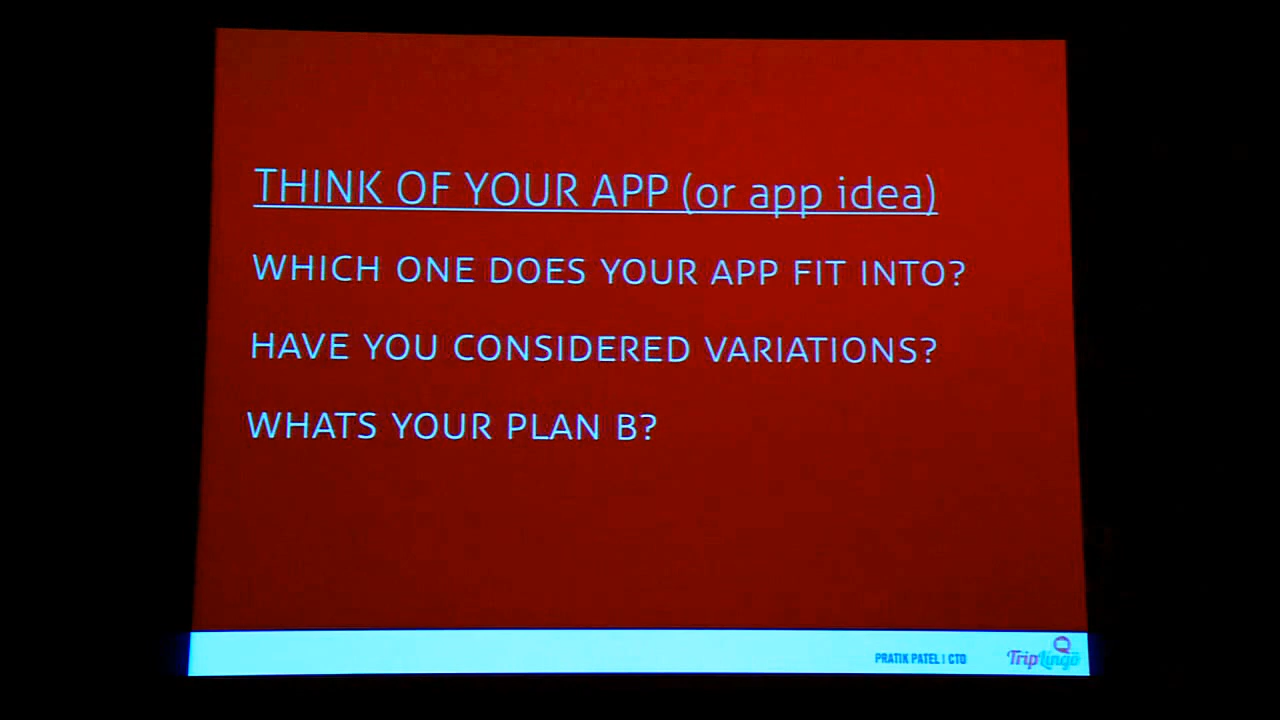 THINK OF YOUR APP (or app idea)
WHICH ONE DOES YOUR APP FIT INTO?
HAVE YOU CONSIDERED VARIATIONS?
WHATS YOUR PLAN B?
PRATIK PATEL | CTO
TripLingo